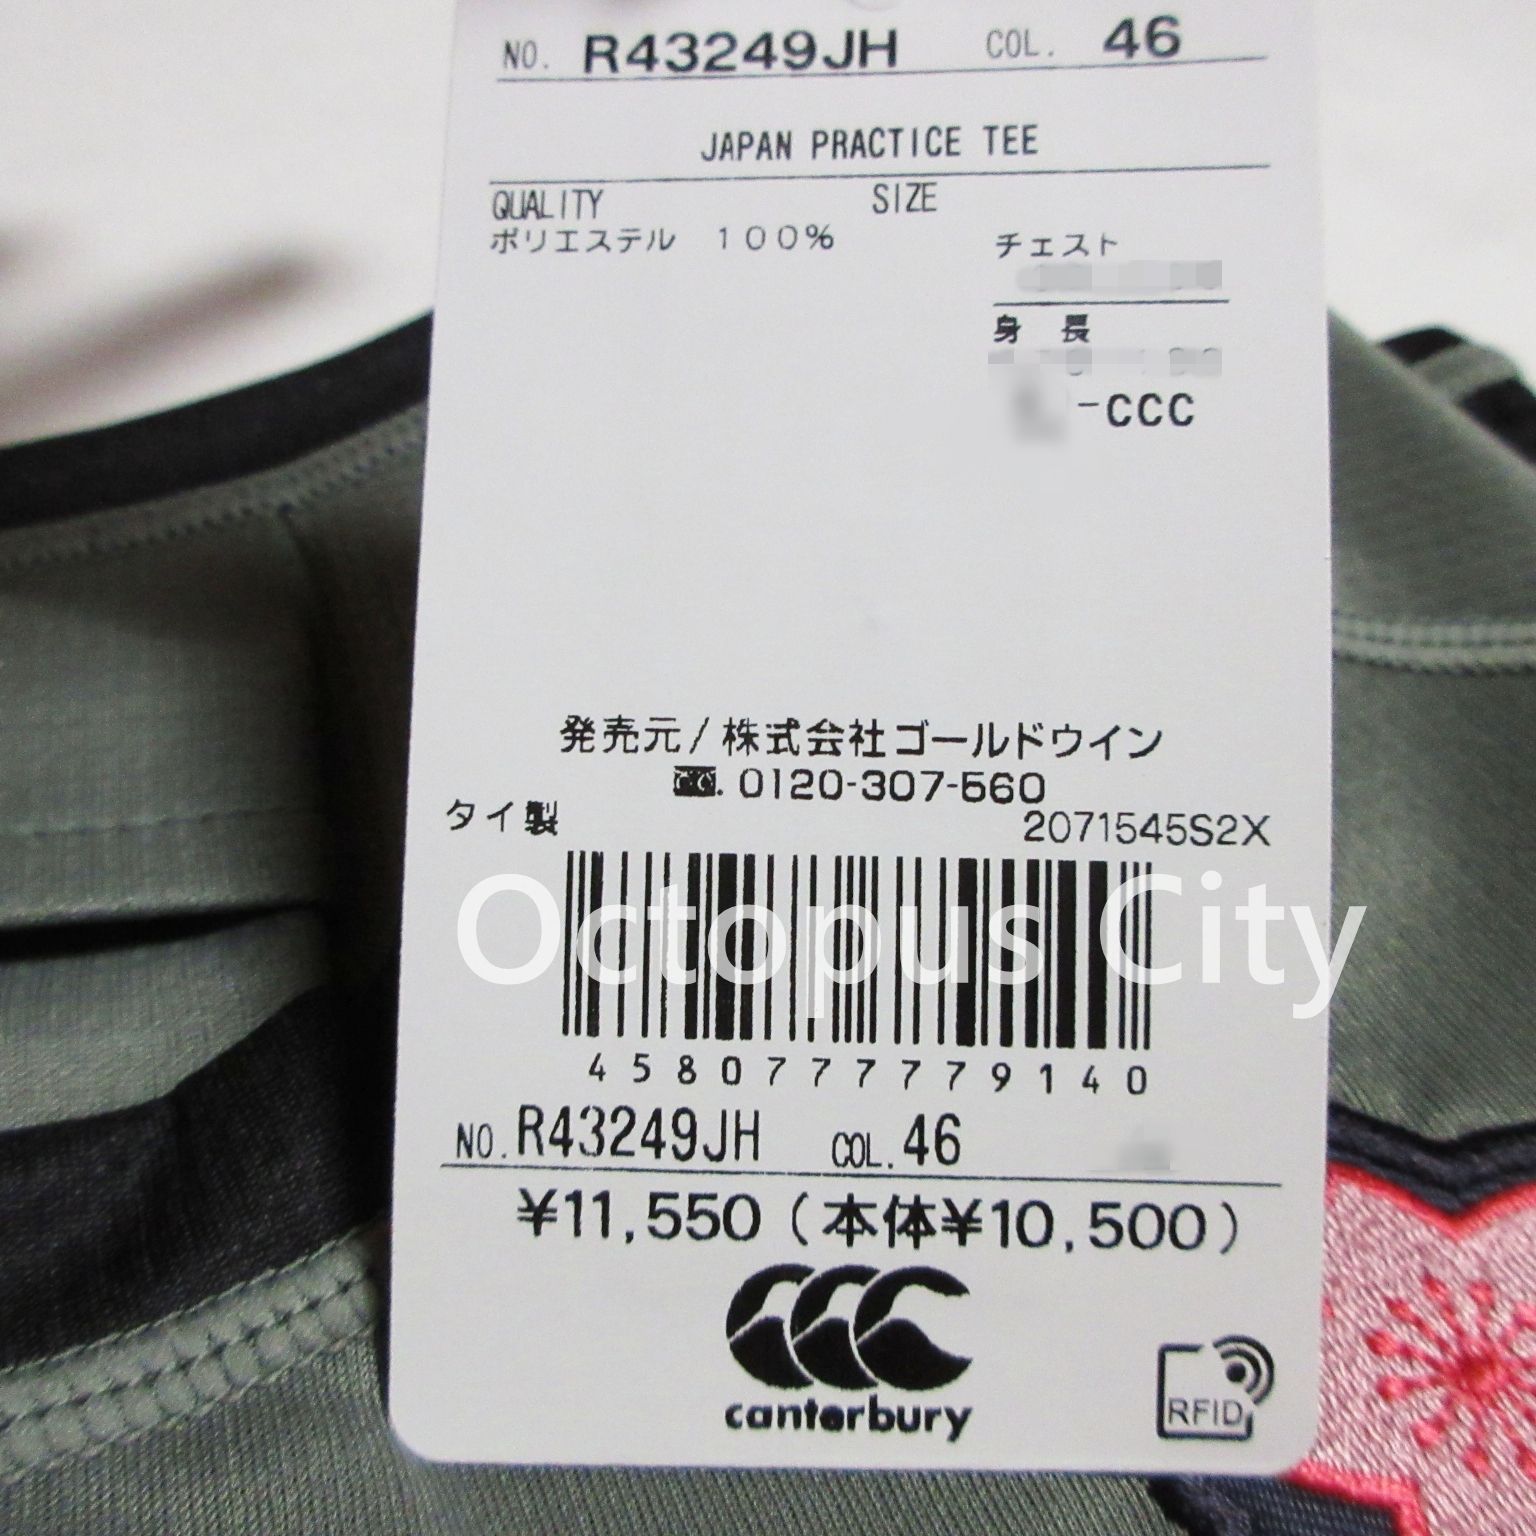 NO. R43249JH COL. 46
JAPAN PRACTICE TEE
QUALITY SIZE
ポリエステル 100%
チェスト
身 長
-CCC
発売元/株式会社ゴールドウイン
0120-307-560
タイ製
2071545S2X
Octopus City
4580777779140
NO. R43249JH COL. 46
¥11,550(本体¥10,500)
canterbury
RFID